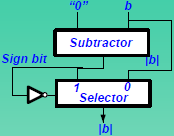 "0" b
Subtractor
|b|
Sign bit
1 0
Selector
|b|